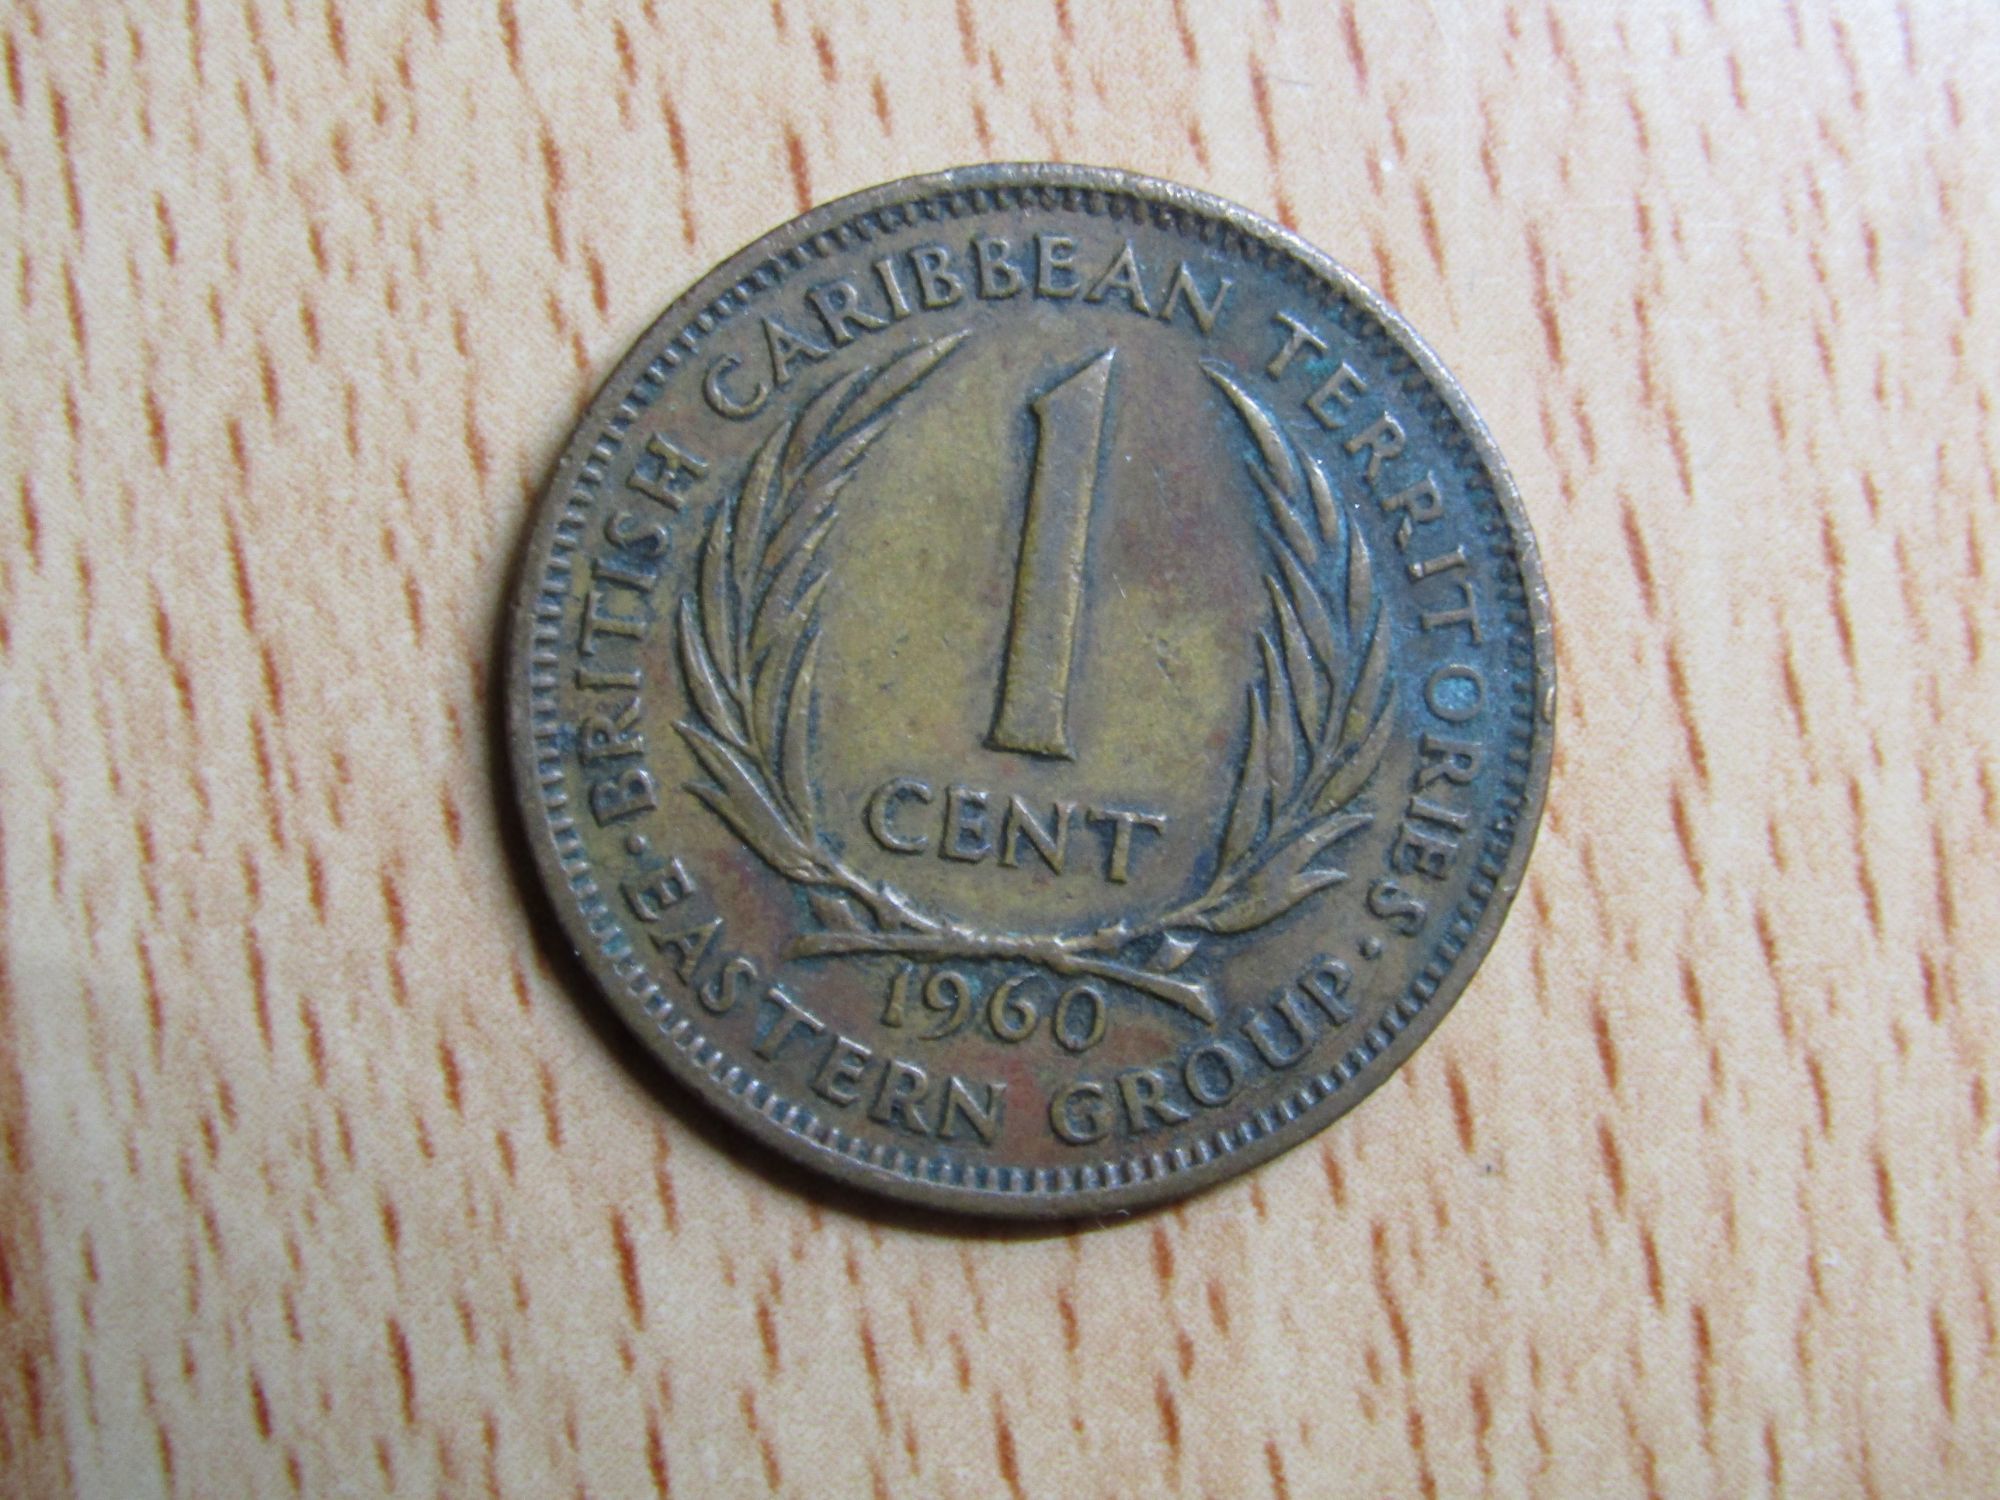 BRITISH CARIBBEAN TERRITORIES
1
CENT
1960
EASTERN GROUP